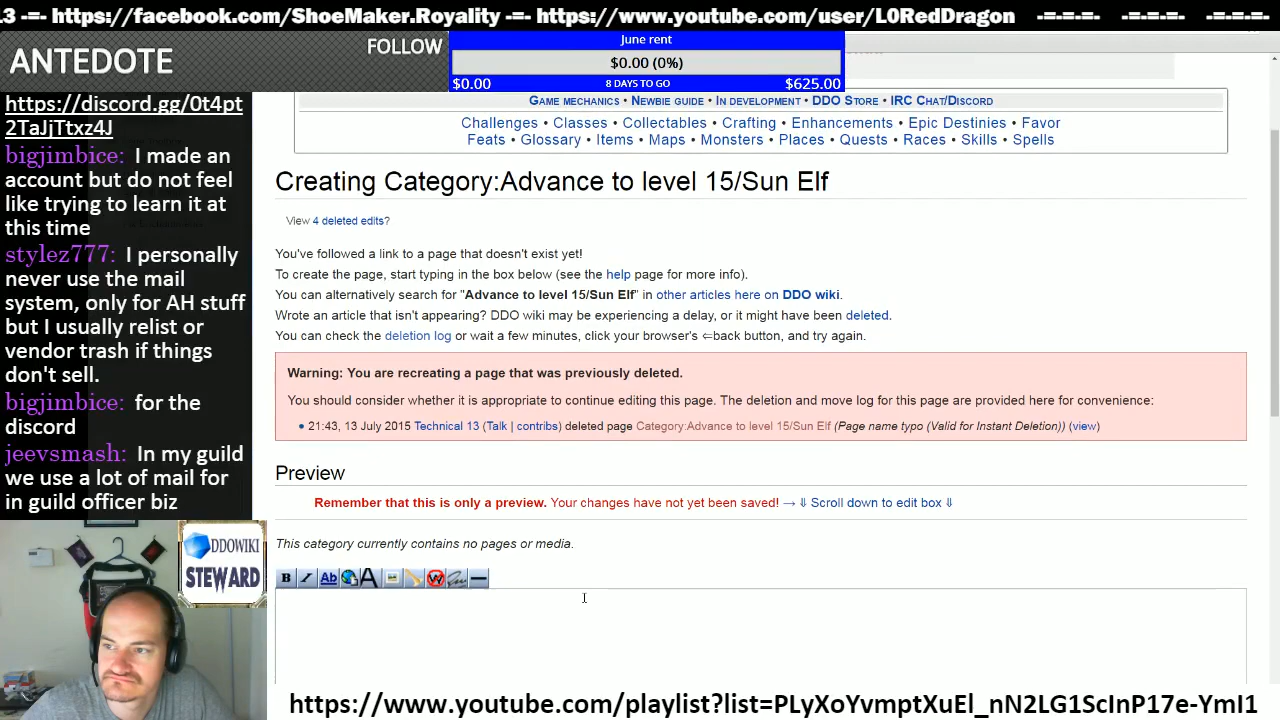 13 -=- https://facebook.com/ShoeMaker.Royality -=- https://www.youtube.com/user/L0RedDragon -=-=-=- -=-=-=- -=-=-=-
ANTEDOTE
FOLLOW
June rent
$0.00 (0%)
$0.00 8 DAYS TO GO $625.00
https://discord.gg/0t4pt
2TaJjTtxz4J
bigjimbice: I made an
account but do not feel
like trying to learn it at
this time
stylez777: I personally
never use the mail
system, only for AH stuff
but I usually relist or
vendor trash if things
don't sell.
bigjimbice: for the
discord
jeevsmash: In my guild
we use a lot of mail for
in guild officer biz
DDOWIKI
STEWARD
Game mechanics • Newbie guide • In development • DDO Store • IRC Chat/Discord
Challenges • Classes • Collectables • Crafting • Enhancements • Epic Destinies • Favor
Feats • Glossary • Items • Maps • Monsters • Places • Quests • Races • Skills • Spells
Creating Category:Advance to level 15/Sun Elf
View 4 deleted edits?
You've followed a link to a page that doesn't exist yet!
To create the page, start typing in the box below (see the help page for more info).
You can alternatively search for "Advance to level 15/Sun Elf" in other articles here on DDO wiki.
Wrote an article that isn't appearing? DDO wiki may be experiencing a delay, or it might have been deleted.
You can check the deletion log or wait a few minutes, click your browser's ⇐back button, and try again.
Warning: You are recreating a page that was previously deleted.
You should consider whether it is appropriate to continue editing this page. The deletion and move log for this page are provided here for convenience:
• 21:43, 13 July 2015 Technical 13 (Talk | contribs) deleted page Category:Advance to level 15/Sun Elf (Page name typo (Valid for Instant Deletion)) (view)
Preview
Remember that this is only a preview. Your changes have not yet been saved! → ⇓ Scroll down to edit box ⇓
This category currently contains no pages or media.
B I Ab A W
https://www.youtube.com/playlist?list=PLyXoYvmptXuEl_nN2LG1ScInP17e-YmI1